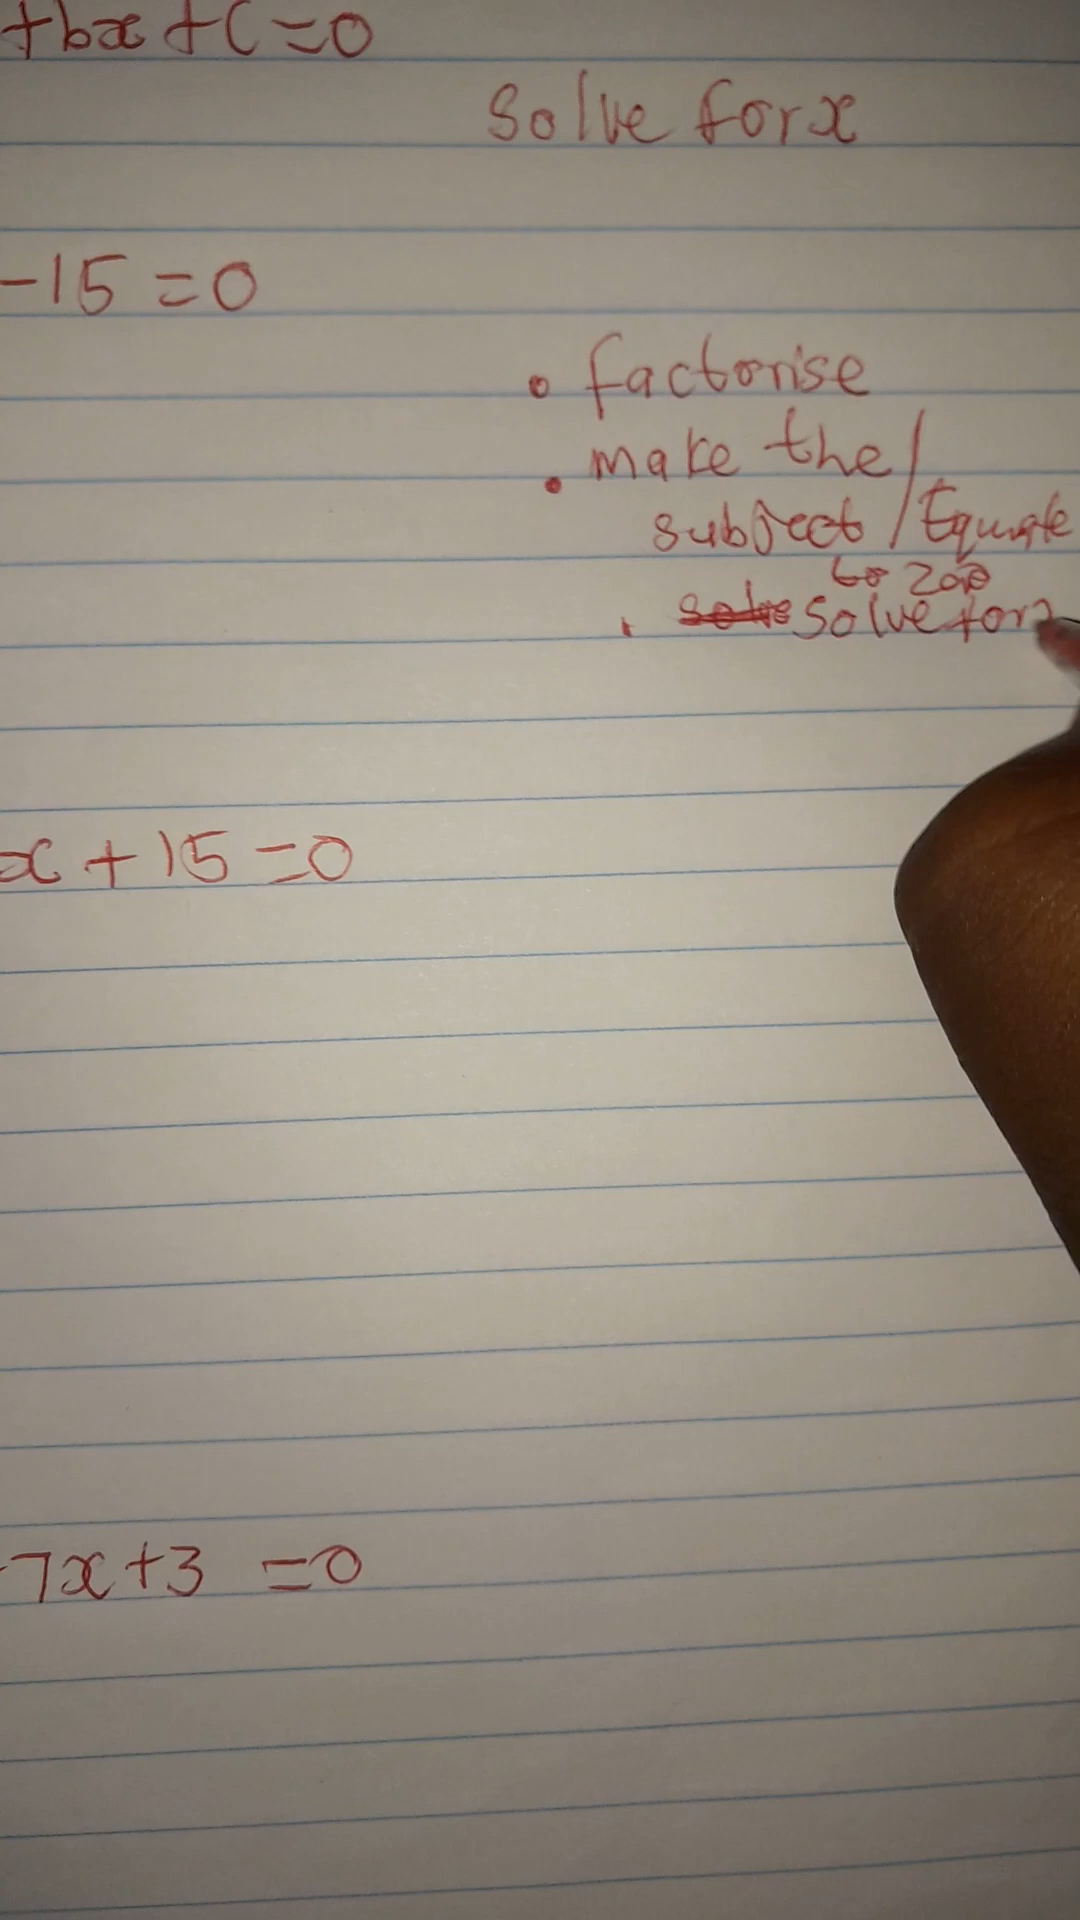 +bx +C=0
Solve for x
-15 =0
• factorise
• make the /
subject / Equate
to zero
• solve for x
x + 15 =0
-7x+3 =0